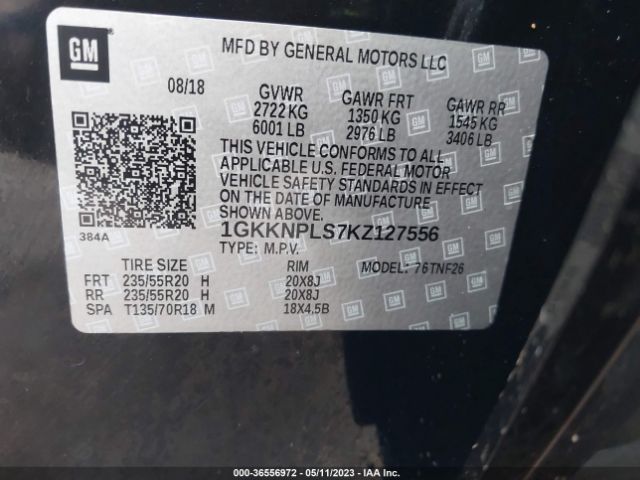 GM
MFD BY GENERAL MOTORS LLC
08/18
GVWR GAWR FRT GAWR RR
2722 KG 1350 KG 1545 KG
6001 LB 2976 LB 3406 LB
THIS VEHICLE CONFORMS TO ALL
APPLICABLE U.S. FEDERAL MOTOR
VEHICLE SAFETY STANDARDS IN EFFECT
ON THE DATE OF MANUFACTURE
SHOWN ABOVE.
384A
1GKKNPLS7KZ127556
TYPE: M.P.V. MODEL: 76TNF26
TIRE SIZE RIM
FRT 235/55R20 H 20X8J
RR 235/55R20 H 20X8J
SPA T135/70R18 M 18X4.5B
000-36556972 - 05/11/2023 - IAAI.COM